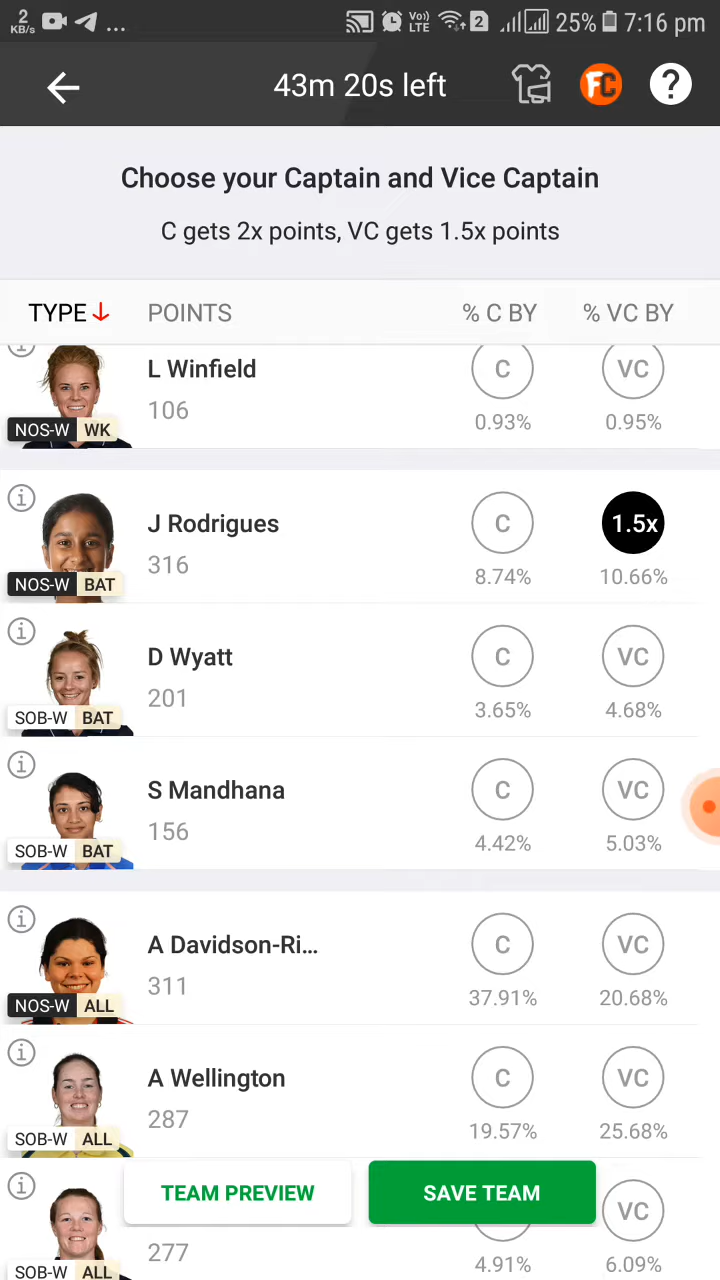 2
KB/s
...
Vo))
LTE
2
25%
7:16 pm
43m 20s left
FC
?
Choose your Captain and Vice Captain
C gets 2x points, VC gets 1.5x points
TYPE POINTS % C BY % VC BY
L Winfield C VC
106
0.93% 0.95%
NOS-W WK
i
J Rodrigues C 1.5x
316
8.74% 10.66%
NOS-W BAT
i
D Wyatt C VC
201
3.65% 4.68%
SOB-W BAT
i
S Mandhana C VC
156
4.42% 5.03%
SOB-W BAT
i
A Davidson-Ri... C VC
311
37.91% 20.68%
NOS-W ALL
i
A Wellington C VC
287
19.57% 25.68%
SOB-W ALL
i
TEAM PREVIEW SAVE TEAM
VC
277
4.91% 6.09%
SOB-W ALL